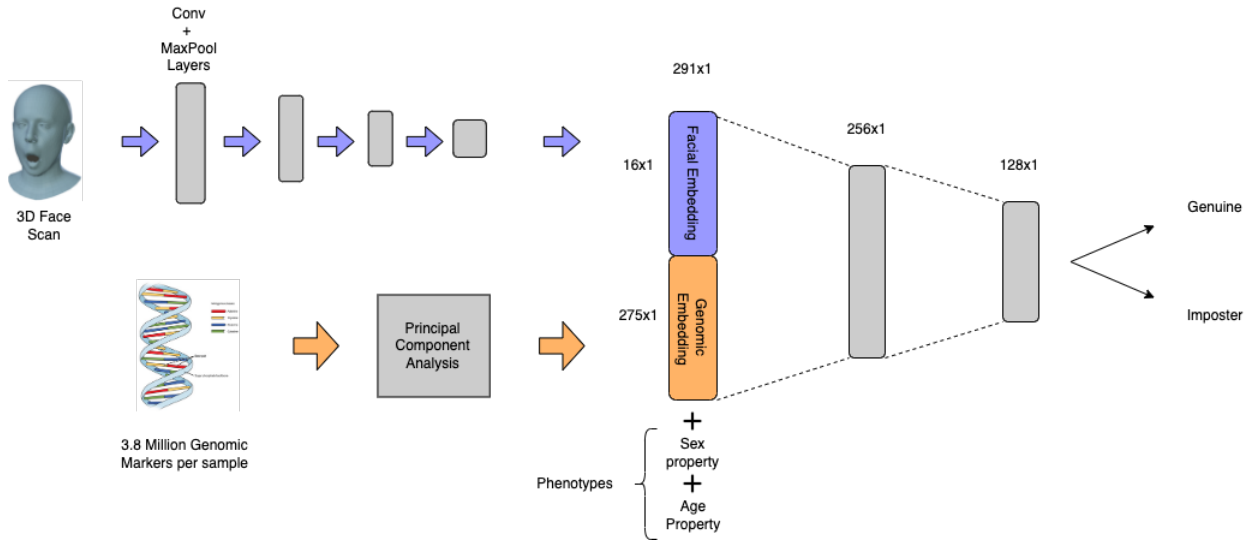 Conv
+
MaxPool
Layers
3D Face
Scan
291x1
16x1
Facial Embedding
256x1
128x1
Genuine
Imposter
275x1
Genomic
Embedding
Principal
Component
Analysis
3.8 Million Genomic
Markers per sample
+
Sex
property
+
Age
Property
Phenotypes